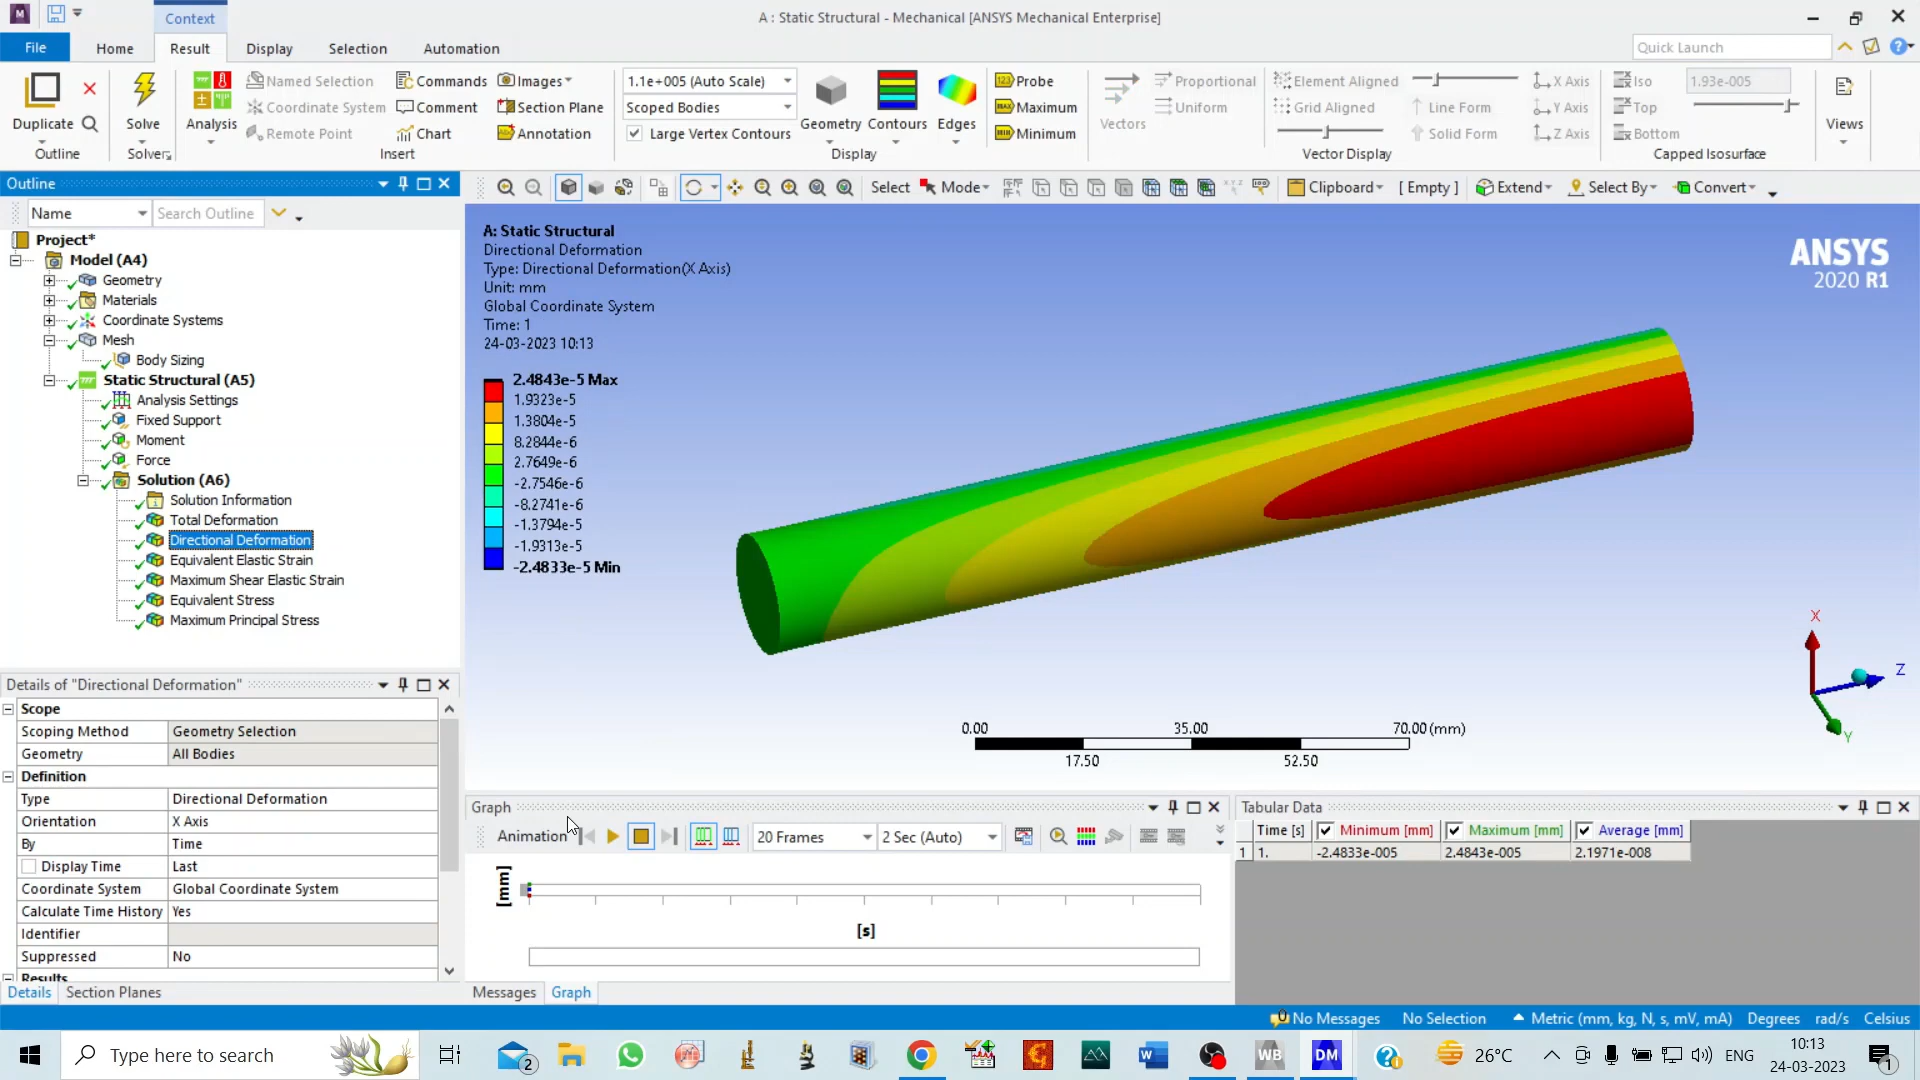 Context
A : Static Structural - Mechanical [ANSYS Mechanical Enterprise]
File
Home
Result
Display
Selection
Automation
Quick Launch
Duplicate
Outline
Solve
Solver
Analysis
Named Selection
Coordinate System
Remote Point
Commands
Comment
Chart
Images
Section Plane
Annotation
Insert
1.1e+005 (Auto Scale)
Scoped Bodies
Large Vertex Contours
Geometry
Contours
Edges
Display
Probe
Maximum
Minimum
Vectors
Proportional
Uniform
Element Aligned
Grid Aligned
Line Form
Solid Form
X Axis
Y Axis
Z Axis
Vector Display
Iso
Top
Bottom
1.93e-005
Capped Isosurface
Views
Outline
Name
Search Outline
Select
Mode
Clipboard
[ Empty ]
Extend
Select By
Convert
Project*
Model (A4)
Geometry
Materials
Coordinate Systems
Mesh
Body Sizing
Static Structural (A5)
Analysis Settings
Fixed Support
Moment
Force
Solution (A6)
Solution Information
Total Deformation
Directional Deformation
Equivalent Elastic Strain
Maximum Shear Elastic Strain
Equivalent Stress
Maximum Principal Stress
A: Static Structural
Directional Deformation
Type: Directional Deformation(X Axis)
Unit: mm
Global Coordinate System
Time: 1
24-03-2023 10:13
2.4843e-5 Max
1.9323e-5
1.3804e-5
8.2844e-6
2.7649e-6
-2.7546e-6
-8.2741e-6
-1.3794e-5
-1.9313e-5
-2.4833e-5 Min
ANSYS
2020 R1
X
Z
Y
0.00 35.00 70.00 (mm)
17.50 52.50
Details of "Directional Deformation"
Scope
Scoping Method Geometry Selection
Geometry All Bodies
Definition
Type Directional Deformation
Orientation X Axis
By Time
Display Time Last
Coordinate System Global Coordinate System
Calculate Time History Yes
Identifier
Suppressed No
Results
Details
Section Planes
Graph
Animation
20 Frames
2 Sec (Auto)
[mm]
[s]
Messages
Graph
Tabular Data
Time [s] Minimum [mm] Maximum [mm] Average [mm]
1 1. -2.4833e-005 2.4843e-005 2.1971e-008
No Messages
No Selection
Metric (mm, kg, N, s, mV, mA)
Degrees
rad/s
Celsius
Type here to search
2
WB
DM
26°C
ENG
10:13
24-03-2023
1